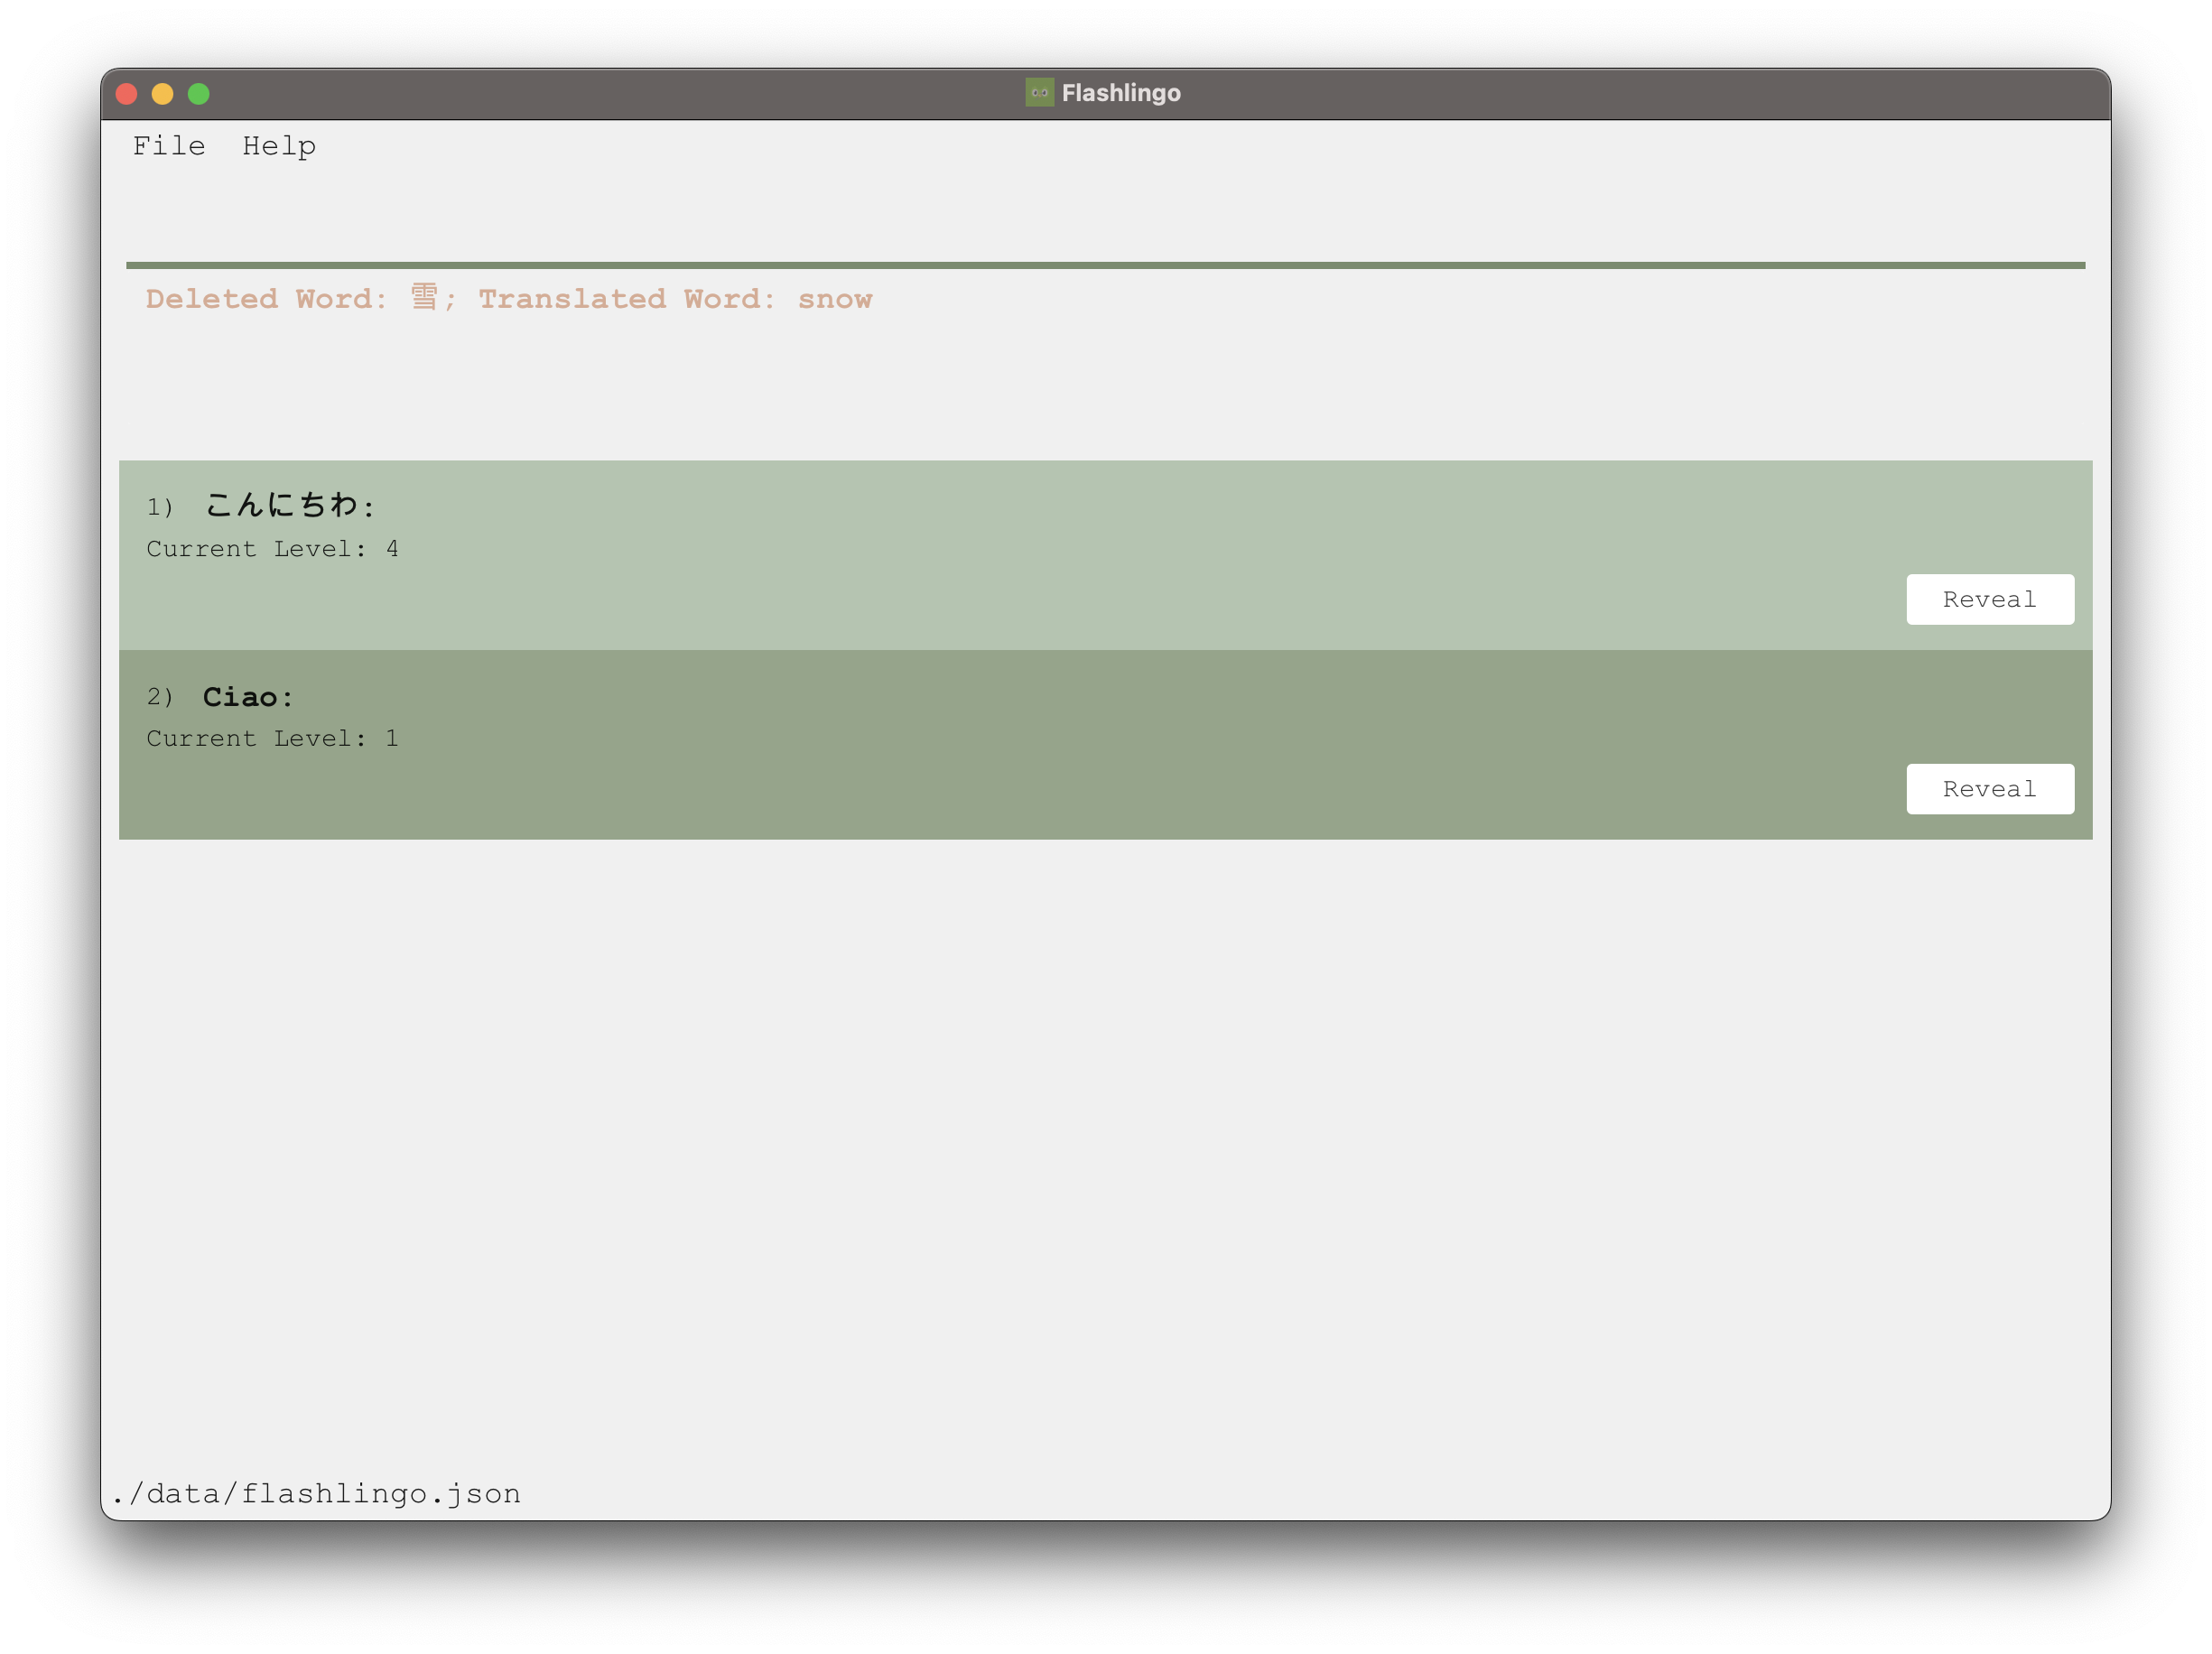 Flashlingo
File Help
Deleted Word: 雪; Translated Word: snow
1) こんにちわ:
Current Level: 4
Reveal
2) Ciao:
Current Level: 1
Reveal
./data/flashlingo.json